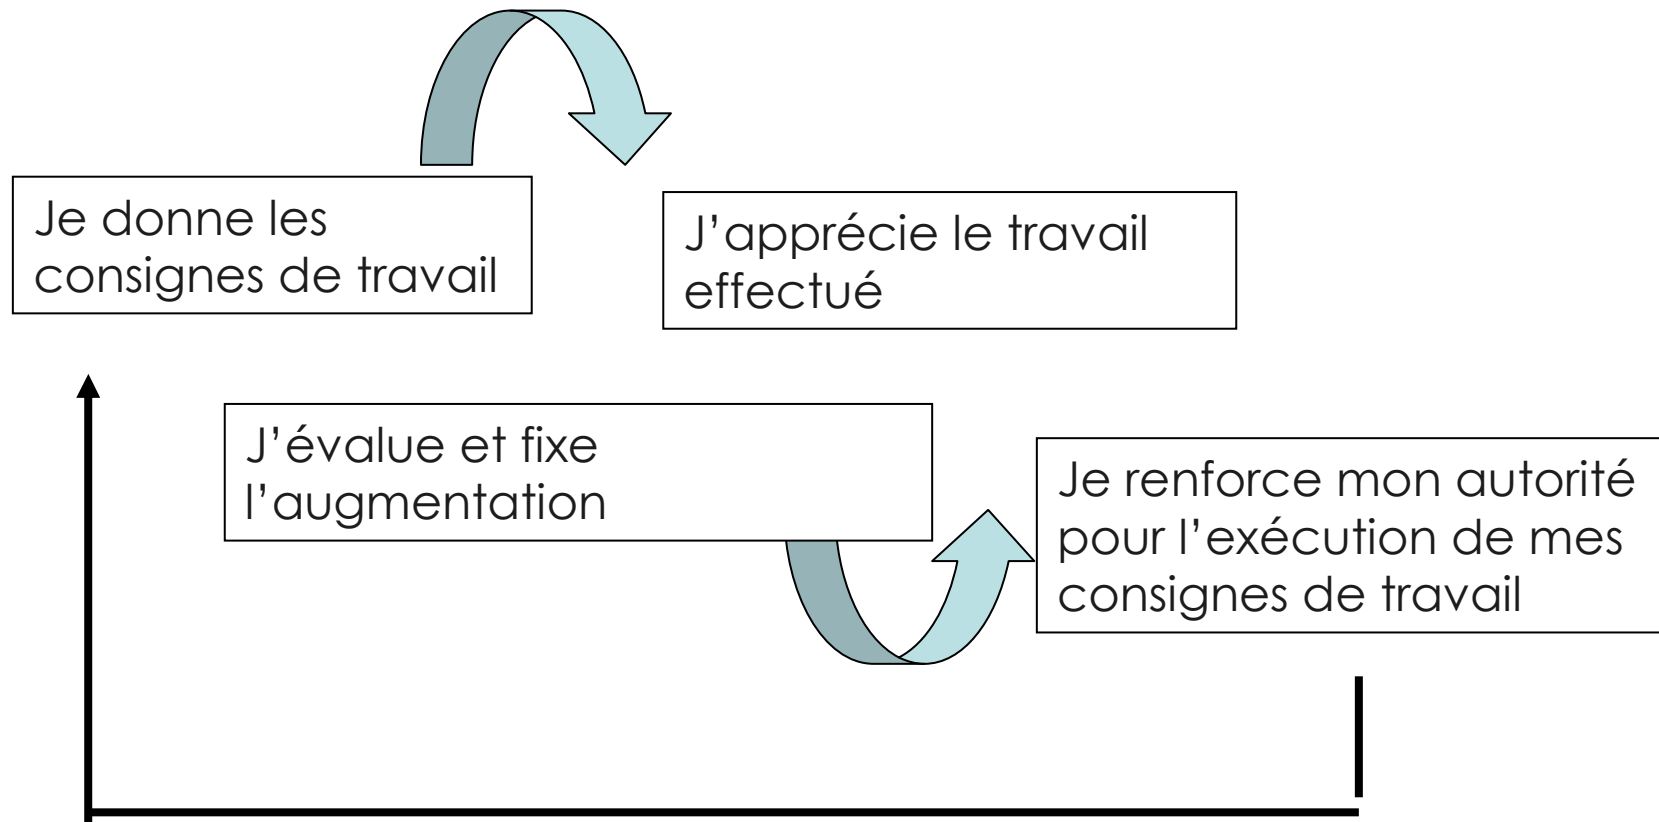 Je donne les
consignes de travail
J’apprécie le travail
effectué
J’évalue et fixe
l’augmentation
Je renforce mon autorité
pour l’exécution de mes
consignes de travail